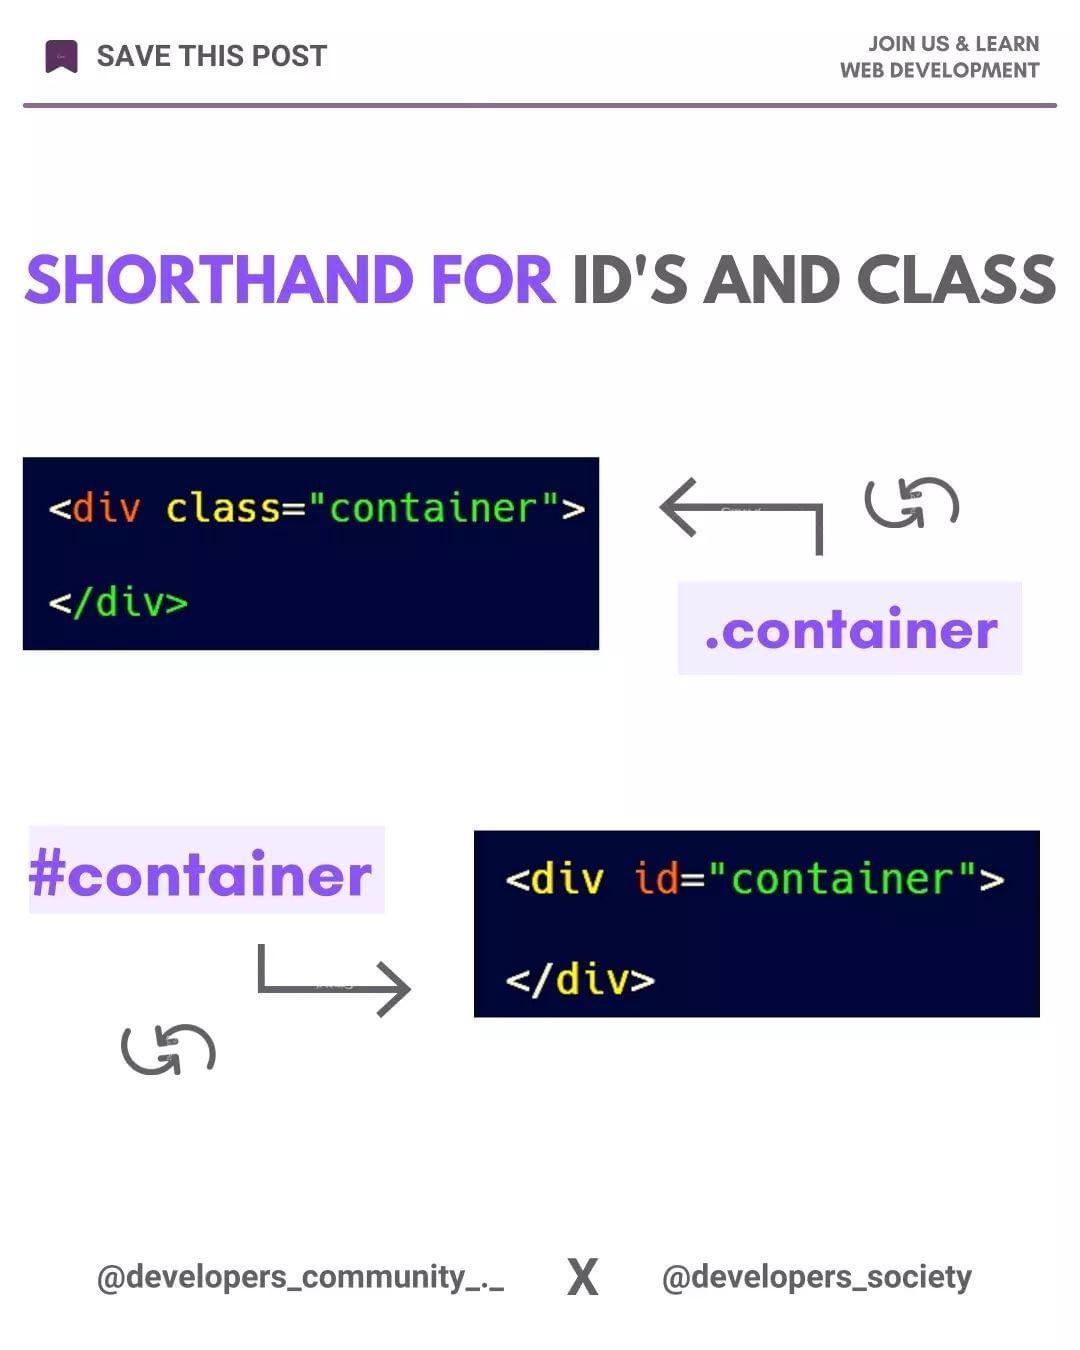 SAVE THIS POST
JOIN US & LEARN
WEB DEVELOPMENT
SHORTHAND FOR ID'S AND CLASS
<div class="container">
</div>
.container
#container
<div id="container">
</div>
@developers_community_._ X @developers_society